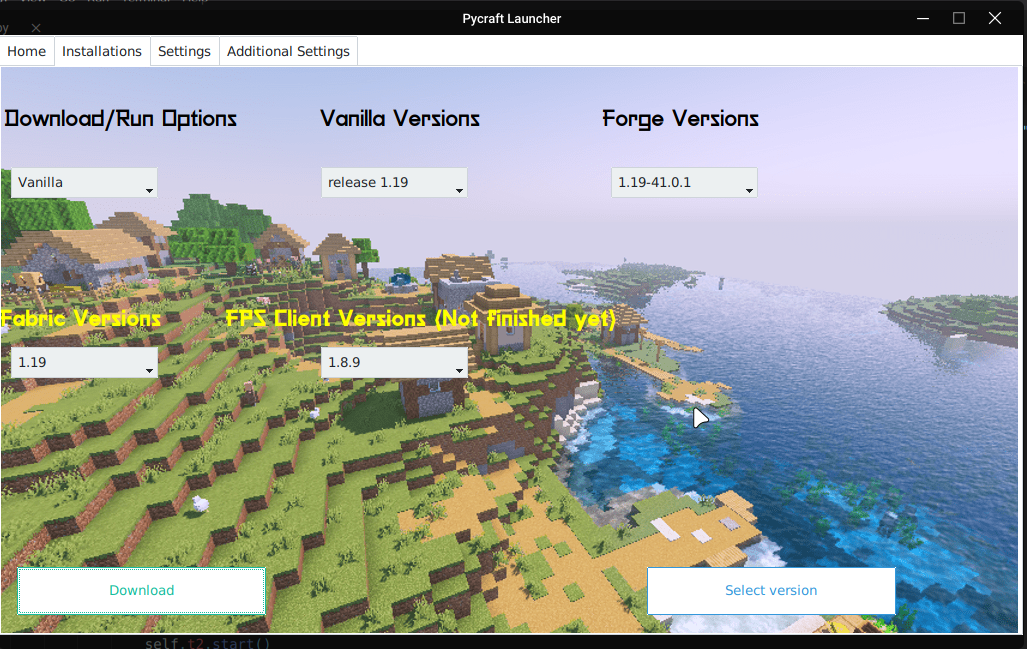 Pycraft Launcher
Home Installations Settings Additional Settings
Download/Run Options Vanilla Versions Forge Versions
Vanilla release 1.19 1.19-41.0.1
Fabric Versions FPS Client Versions (Not finished yet)
1.19 1.8.9
Download Select version
self.t2.start()